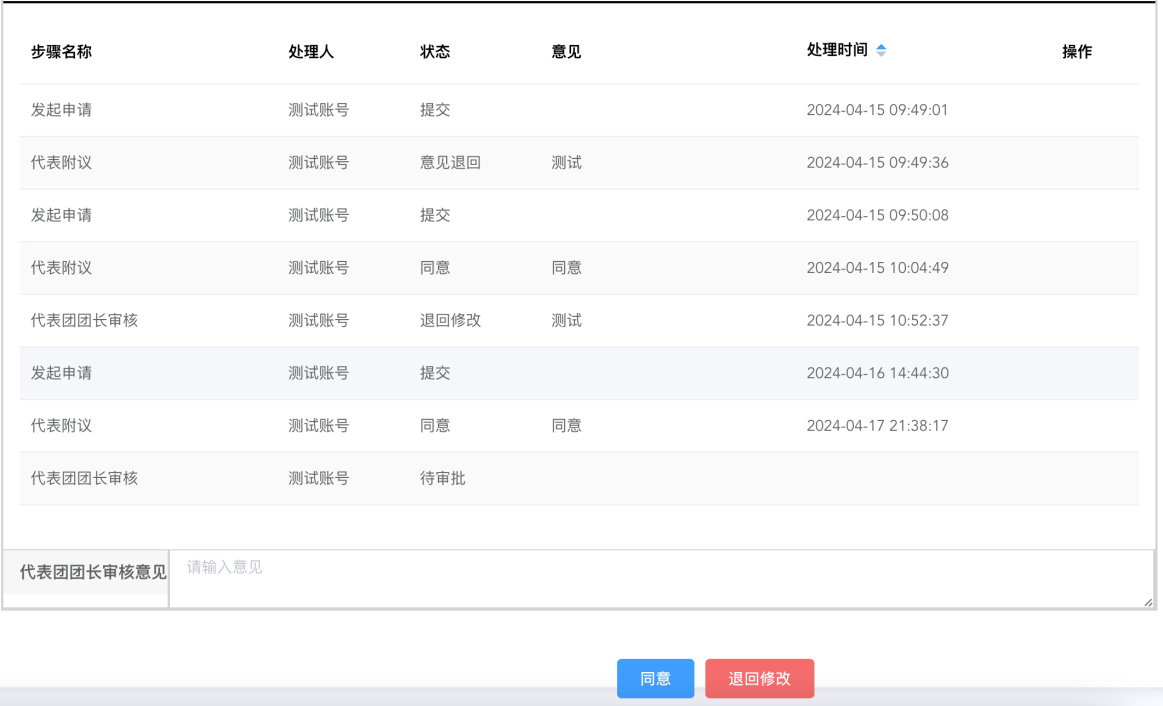 步骤名称 处理人 状态 意见 处理时间 操作
发起申请 测试账号 提交 2024-04-15 09:49:01
代表附议 测试账号 意见退回 测试 2024-04-15 09:49:36
发起申请 测试账号 提交 2024-04-15 09:50:08
代表附议 测试账号 同意 同意 2024-04-15 10:04:49
代表团团长审核 测试账号 退回修改 测试 2024-04-15 10:52:37
发起申请 测试账号 提交 2024-04-16 14:44:30
代表附议 测试账号 同意 同意 2024-04-17 21:38:17
代表团团长审核 测试账号 待审批
代表团团长审核意见 请输入意见
同意 退回修改